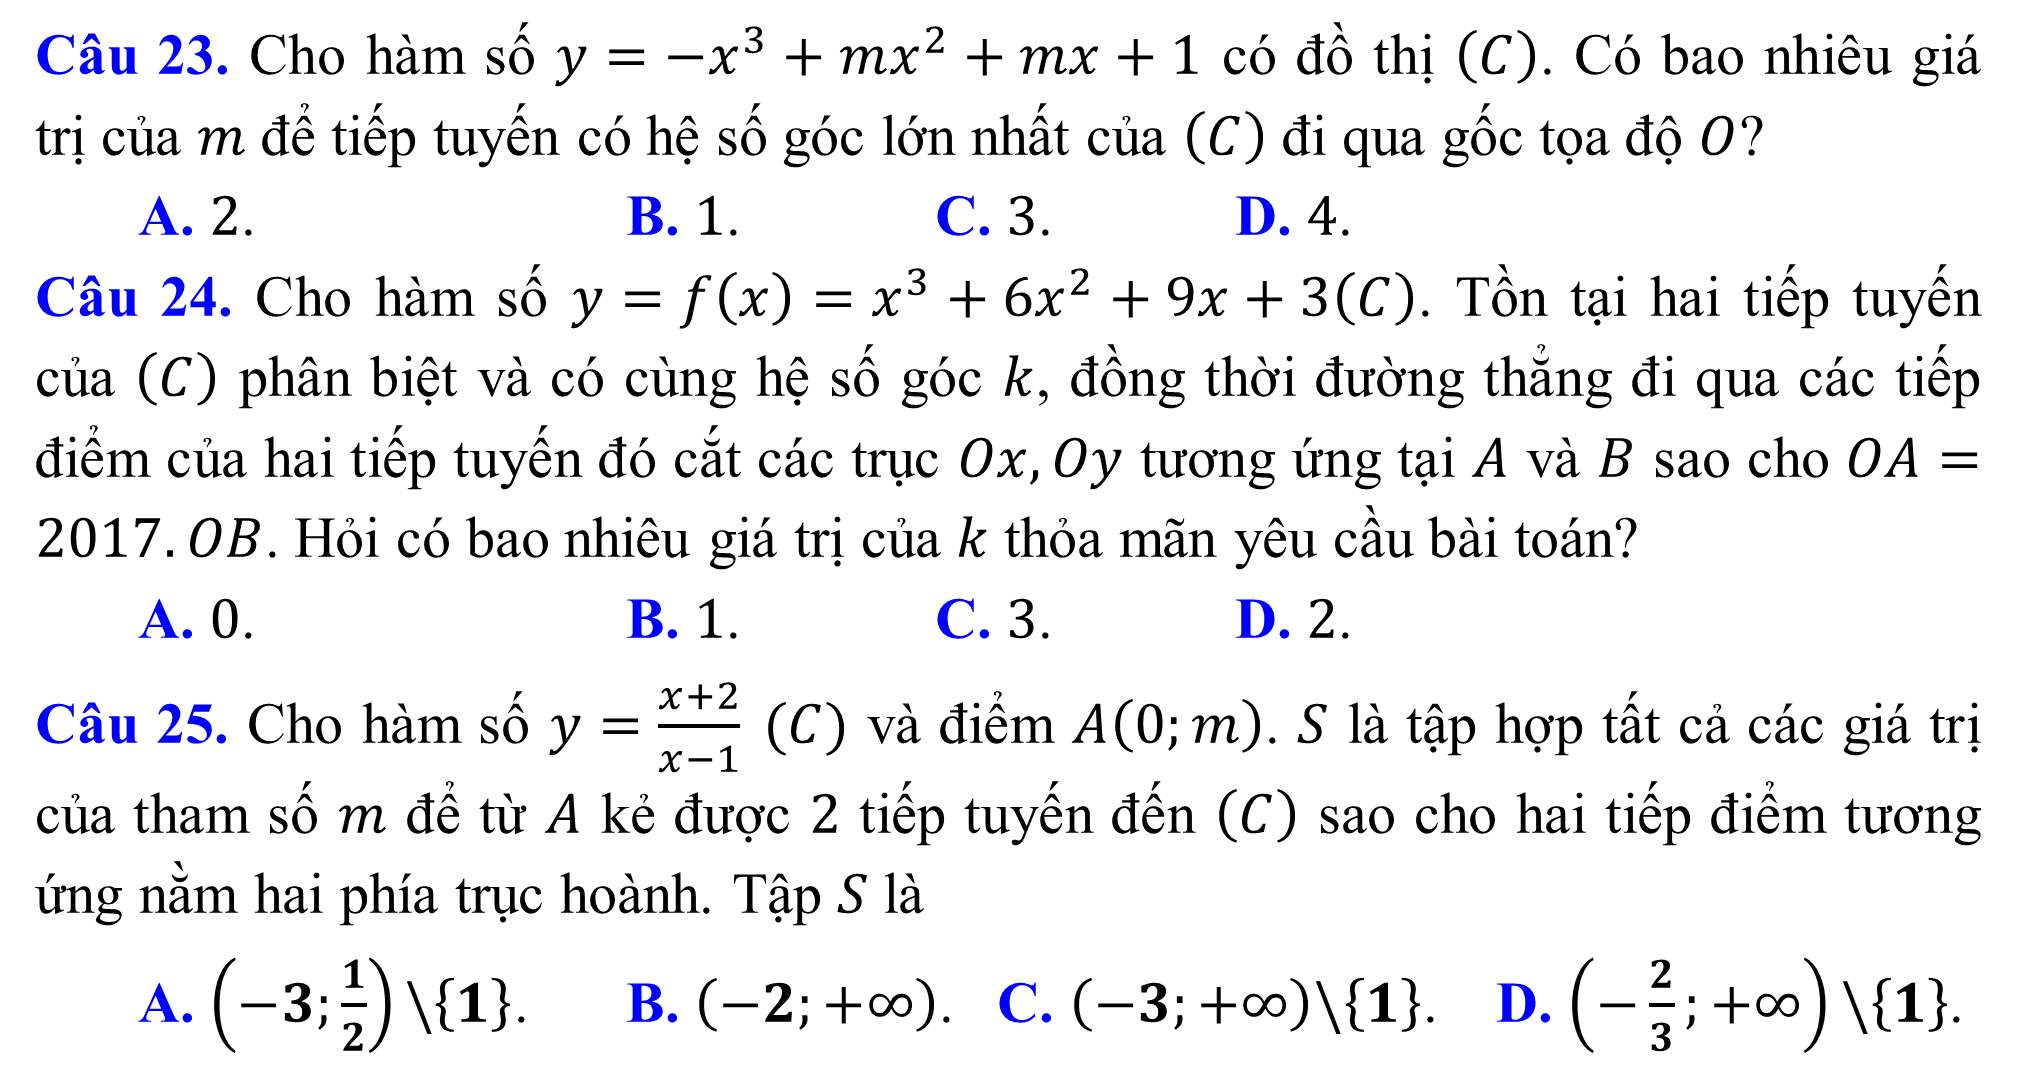 Câu 23. Cho hàm số y = −x³ + mx² + mx + 1 có đồ thị (C). Có bao nhiêu giá
trị của m để tiếp tuyến có hệ số góc lớn nhất của (C) đi qua gốc tọa độ O?
A. 2. B. 1. C. 3. D. 4.
Câu 24. Cho hàm số y = f(x) = x³ + 6x² + 9x + 3(C). Tồn tại hai tiếp tuyến
của (C) phân biệt và có cùng hệ số góc k, đồng thời đường thẳng đi qua các tiếp
điểm của hai tiếp tuyến đó cắt các trục Ox, Oy tương ứng tại A và B sao cho OA =
2017. OB. Hỏi có bao nhiêu giá trị của k thỏa mãn yêu cầu bài toán?
A. 0. B. 1. C. 3. D. 2.
Câu 25. Cho hàm số y = \frac{x+2}{x−1} (C) và điểm A(0; m). S là tập hợp tất cả các giá trị
của tham số m để từ A kẻ được 2 tiếp tuyến đến (C) sao cho hai tiếp điểm tương
ứng nằm hai phía trục hoành. Tập S là
A. (−3; \frac{1}{2}) \{1}. B. (−2; +∞). C. (−3; +∞)\{1}. D. (−\frac{2}{3}; +∞) \{1}.